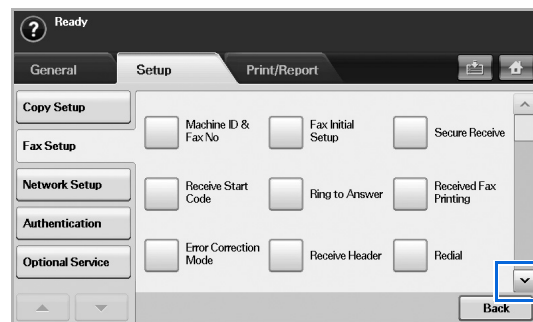 ?
Ready
General
Setup
Print/Report
Copy Setup
Fax Setup
Network Setup
Authentication
Optional Service
Machine ID &
Fax No
Fax Initial
Setup
Secure Receive
Receive Start
Code
Ring to Answer
Received Fax
Printing
Error Correction
Mode
Receive Header
Redial
Back